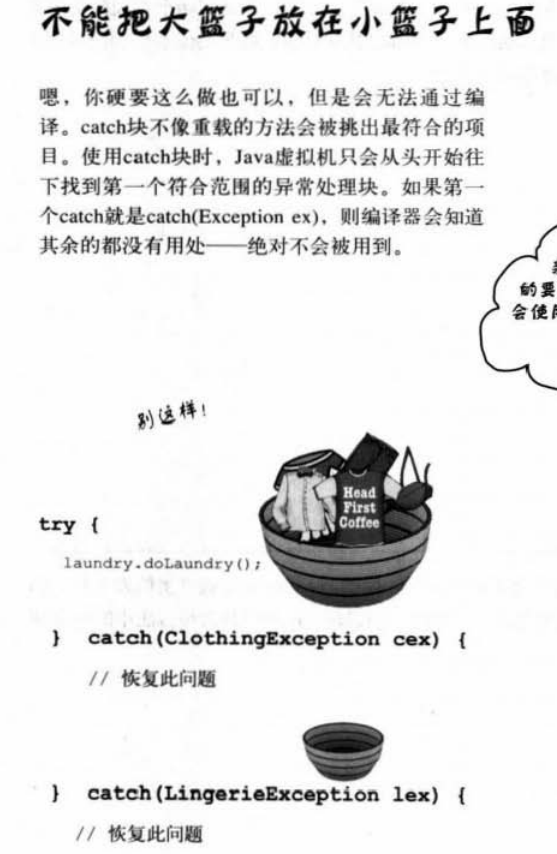 不能把大篮子放在小篮子上面
嗯，你硬要这么做也可以，但是会无法通过编
译。catch块不像重载的方法会被挑出最符合的项
目。使用catch块时，Java虚拟机只会从头开始往
下找到第一个符合范围的异常处理块。如果第一
个catch就是catch(Exception ex)，则编译器会知道
其余的都没有用处——绝对不会被用到。
的要
会使
别这样！
Head
First
Coffee
try {
laundry.doLaundry();
} catch(ClothingException cex) {
// 恢复此问题
} catch(LingerieException lex) {
// 恢复此问题